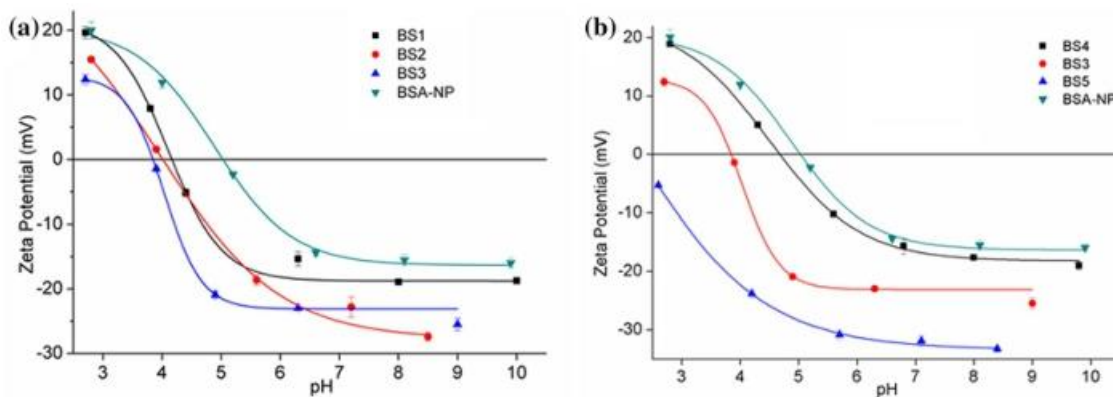 (a)
BS1
BS2
BS3
BSA-NP
Zeta Potential (mV)
20
10
0
-10
-20
-30
3 4 5 6 7 8 9 10
pH
(b)
BS4
BS3
BS5
BSA-NP
Zeta Potential (mV)
20
10
0
-10
-20
-30
3 4 5 6 7 8 9 10
pH